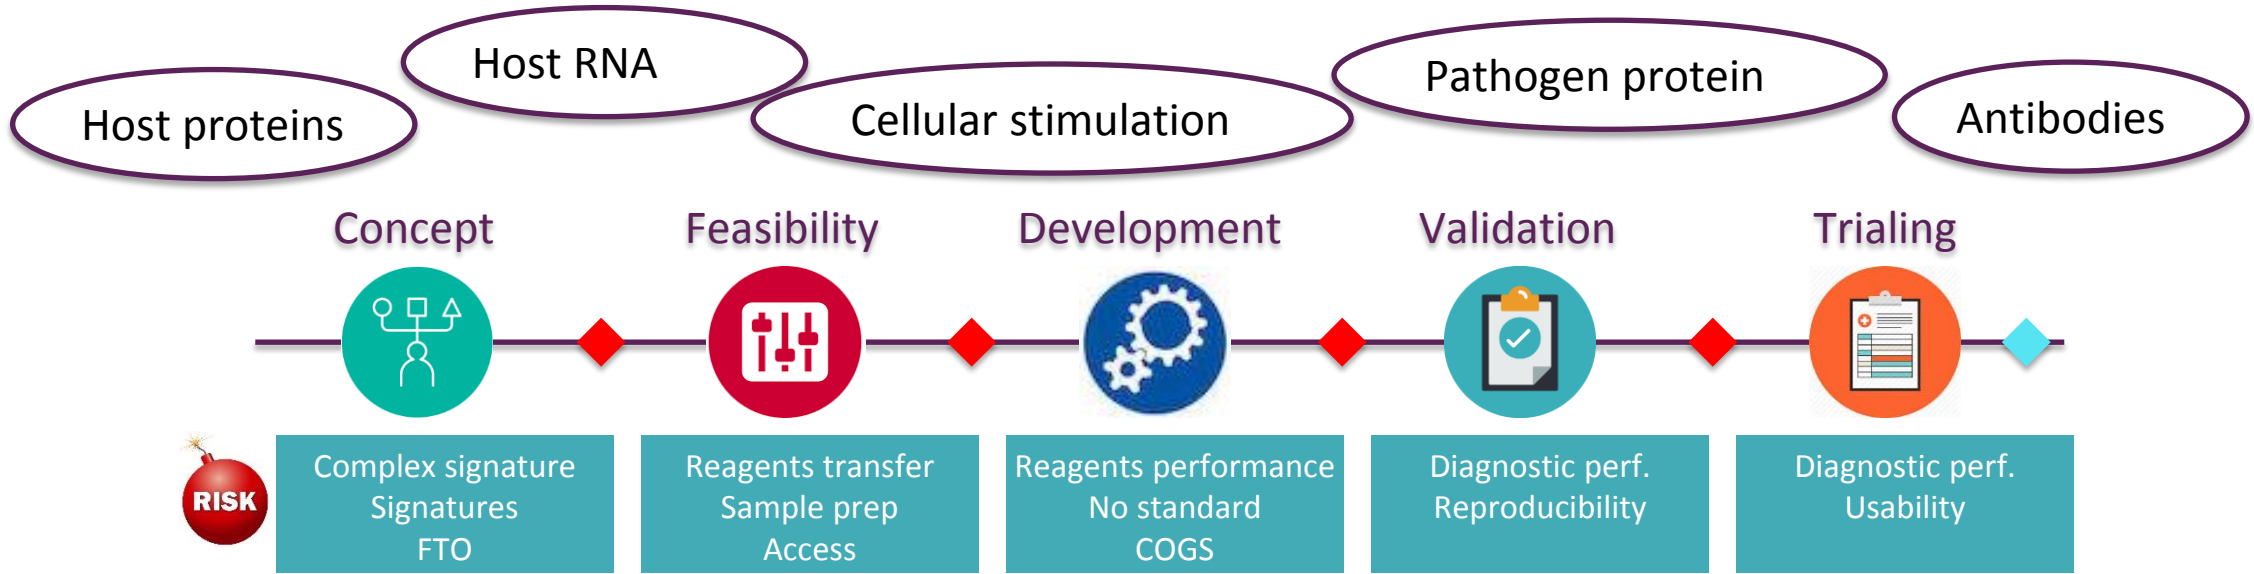 Host proteins
Host RNA
Cellular stimulation
Pathogen protein
Antibodies
Concept
Feasibility
Development
Validation
Trialing
RISK
Complex signature
Signatures
FTO
Reagents transfer
Sample prep
Access
Reagents performance
No standard
COGS
Diagnostic perf.
Reproducibility
Diagnostic perf.
Usability